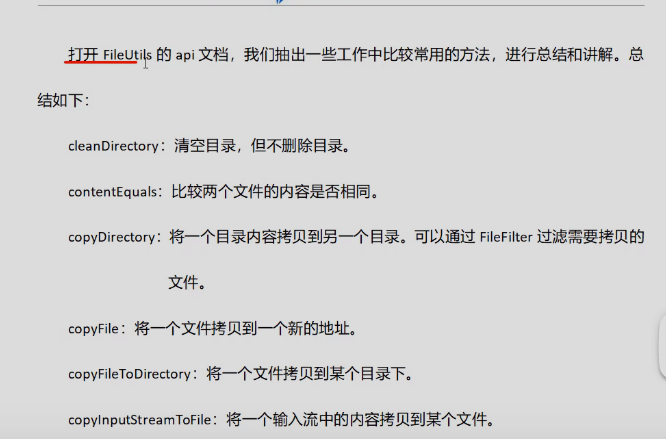 打开 FileUtils 的 api 文档，我们抽出一些工作中比较常用的方法，进行总结和讲解。总
结如下：
cleanDirectory：清空目录，但不删除目录。
contentEquals：比较两个文件的内容是否相同。
copyDirectory：将一个目录内容拷贝到另一个目录。可以通过 FileFilter 过滤需要拷贝的
文件。
copyFile：将一个文件拷贝到一个新的地址。
copyFileToDirectory：将一个文件拷贝到某个目录下。
copyInputStreamToFile：将一个输入流中的内容拷贝到某个文件。